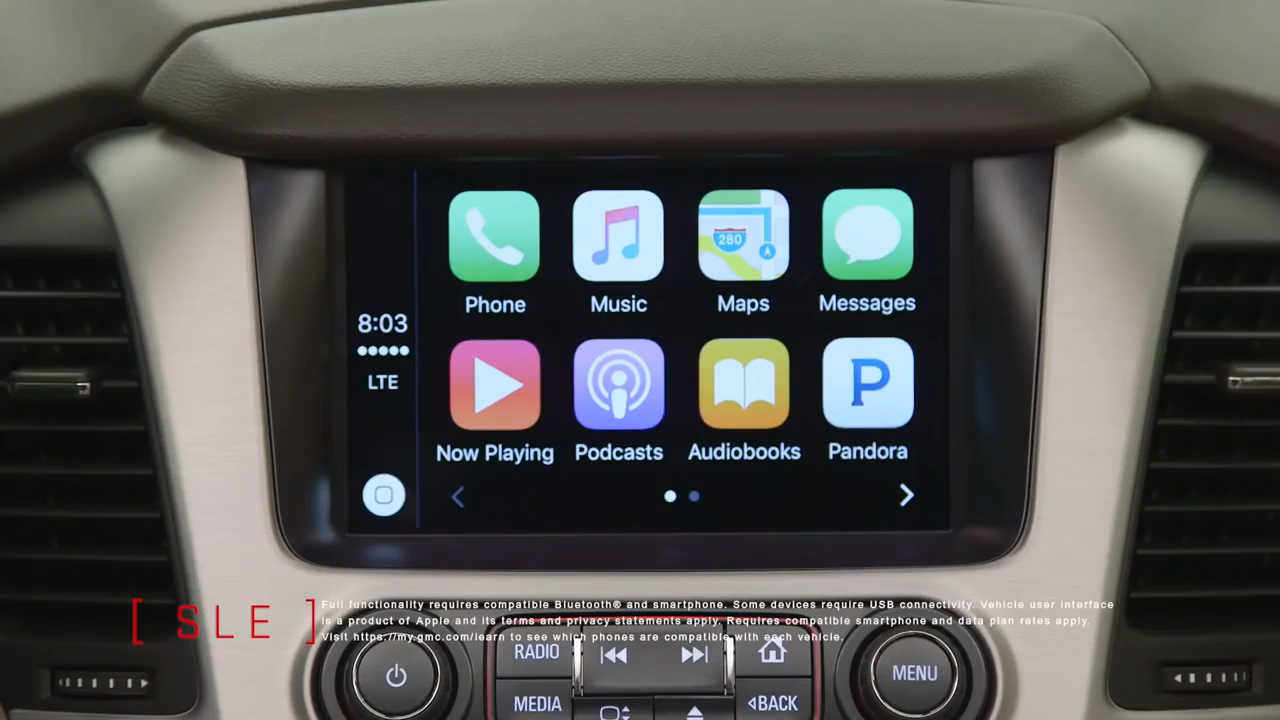 280
Phone
Music
Maps
Messages
8:03
LTE
P
Now Playing
Podcasts
Audiobooks
Pandora
[ SLE ]
Full functionality requires compatible Bluetooth® and smartphone. Some devices require USB connectivity. Vehicle user interface
is a product of Apple and its terms and privacy statements apply. Requires compatible smartphone and data plan rates apply.
Visit https://my.gmc.com/learn to see which phones are compatible with each vehicle.
RADIO
MENU
MEDIA
BACK